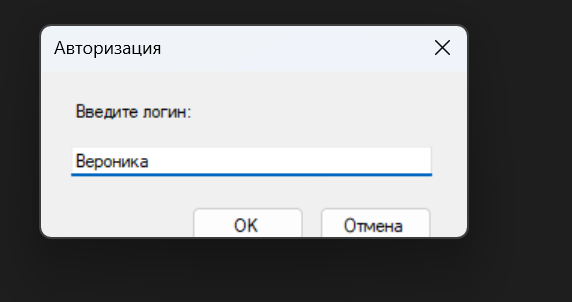 Авторизация
Введите логин:
Вероника
OK
Отмена